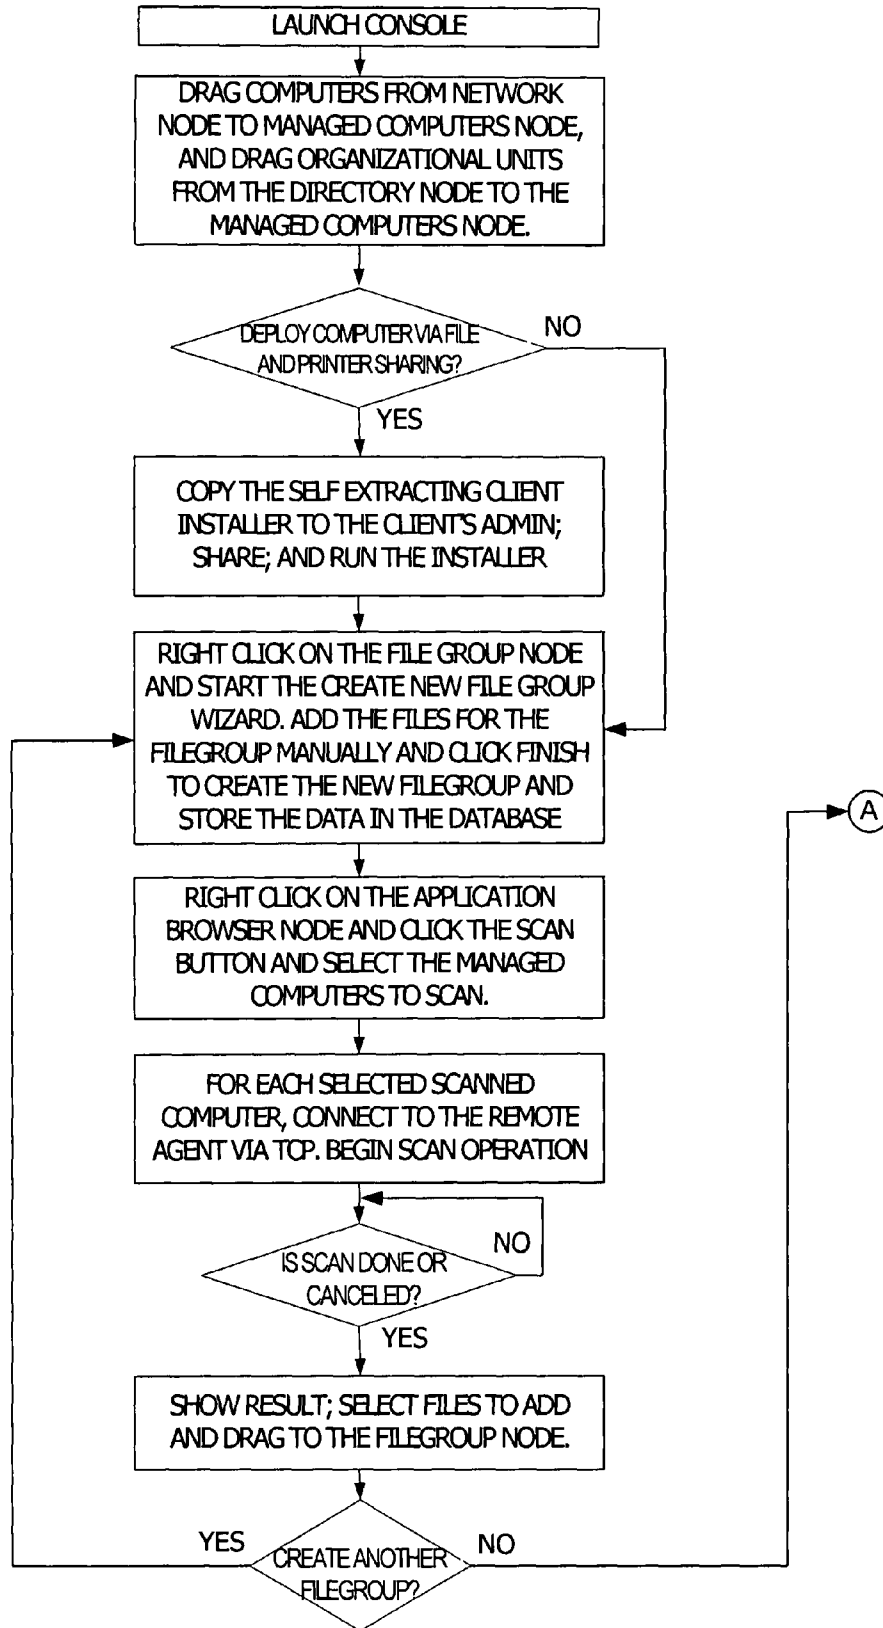 LAUNCH CONSOLE
DRAG COMPUTERS FROM NETWORK
NODE TO MANAGED COMPUTERS NODE,
AND DRAG ORGANIZATIONAL UNITS
FROM THE DIRECTORY NODE TO THE
MANAGED COMPUTERS NODE.
DEPLOY COMPUTER VIA FILE
AND PRINTER SHARING?
NO
YES
COPY THE SELF EXTRACTING CLIENT
INSTALLER TO THE CLIENT'S ADMIN;
SHARE; AND RUN THE INSTALLER
RIGHT CLICK ON THE FILE GROUP NODE
AND START THE CREATE NEW FILE GROUP
WIZARD. ADD THE FILES FOR THE
FILEGROUP MANUALLY AND CLICK FINISH
TO CREATE THE NEW FILEGROUP AND
STORE THE DATA IN THE DATABASE
A
RIGHT CLICK ON THE APPLICATION
BROWSER NODE AND CLICK THE SCAN
BUTTON AND SELECT THE MANAGED
COMPUTERS TO SCAN.
FOR EACH SELECTED SCANNED
COMPUTER, CONNECT TO THE REMOTE
AGENT VIA TCP. BEGIN SCAN OPERATION
NO
IS SCAN DONE OR
CANCELED?
YES
SHOW RESULT; SELECT FILES TO ADD
AND DRAG TO THE FILEGROUP NODE.
YES
NO
CREATE ANOTHER
FILEGROUP?